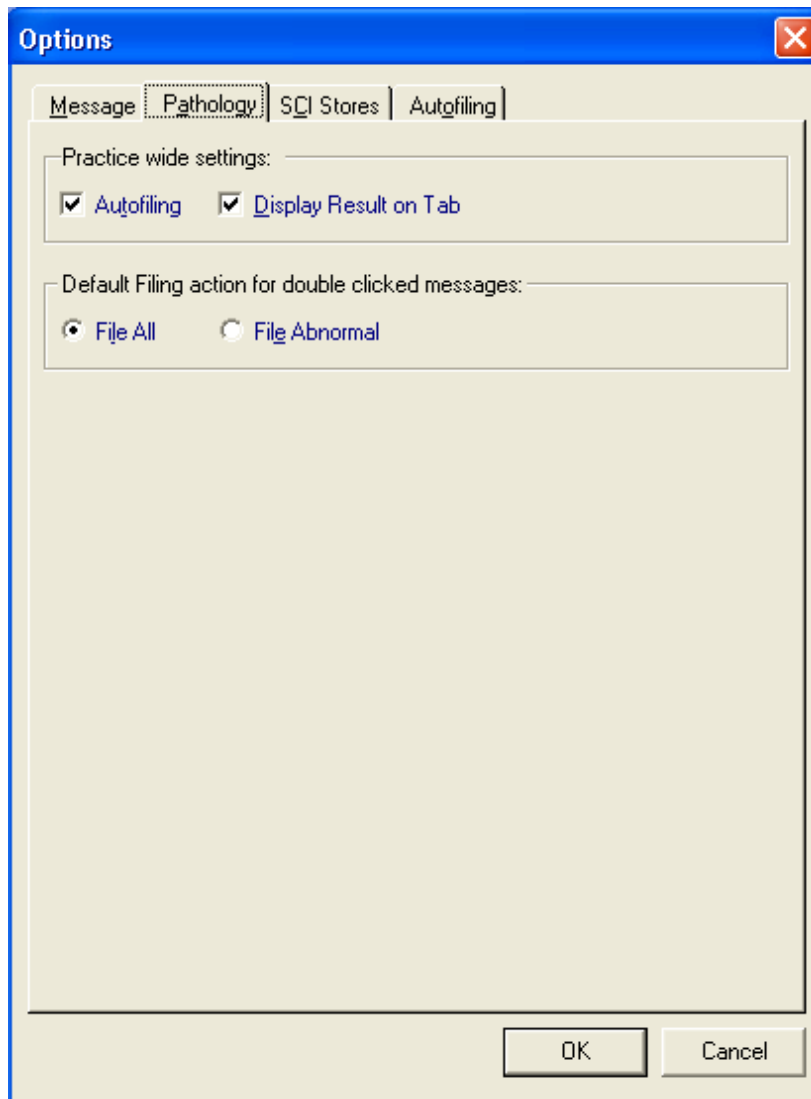 Options
Message Pathology SCI Stores Autofiling
Practice wide settings:
Autofiling Display Result on Tab
Default Filing action for double clicked messages:
File All File Abnormal
OK Cancel